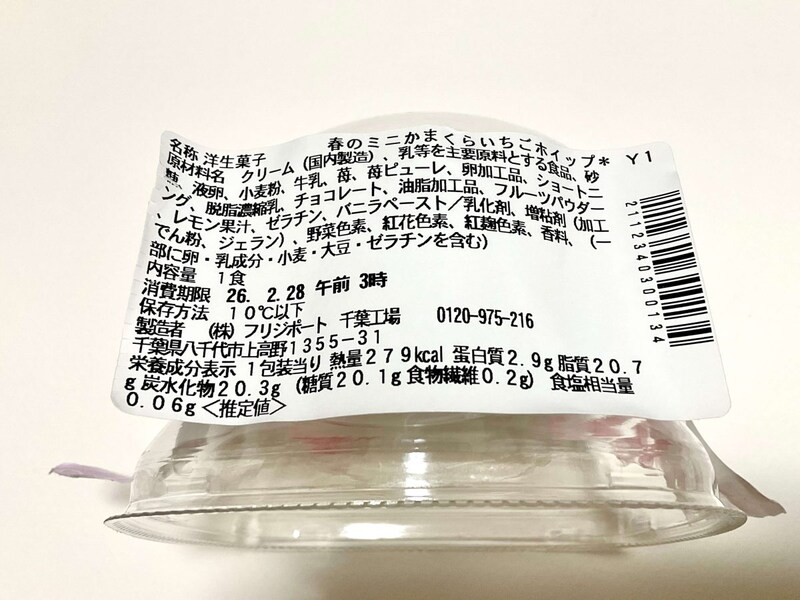 名称 洋生菓子 春のミニかまくらいちごホイップ* Y1
原材料名 クリーム（国内製造）、乳等を主要原料とする食品、砂
糖、液卵、小麦粉、牛乳、苺、苺ピューレ、卵加工品、ショートニ
ング、脱脂濃縮乳、チョコレート、油脂加工品、フルーツパウダー
、レモン果汁、ゼラチン、バニラペースト／乳化剤、増粘剤（加工
でん粉、ジェラン）、野菜色素、紅花色素、紅麹色素、香料、（一
部に卵・乳成分・小麦・大豆・ゼラチンを含む）
内容量 1食
消費期限 26. 2.28 午前 3時
保存方法 10℃以下
製造者 （株）フリジポート 千葉工場 0120-975-216
千葉県八千代市上高野1355-31
栄養成分表示 1包装当り 熱量279kcal 蛋白質2.9g 脂質20.7
g 炭水化物20.3g（糖質20.1g 食物繊維0.2g） 食塩相当量
0.06g＜推定値＞
2112340300134